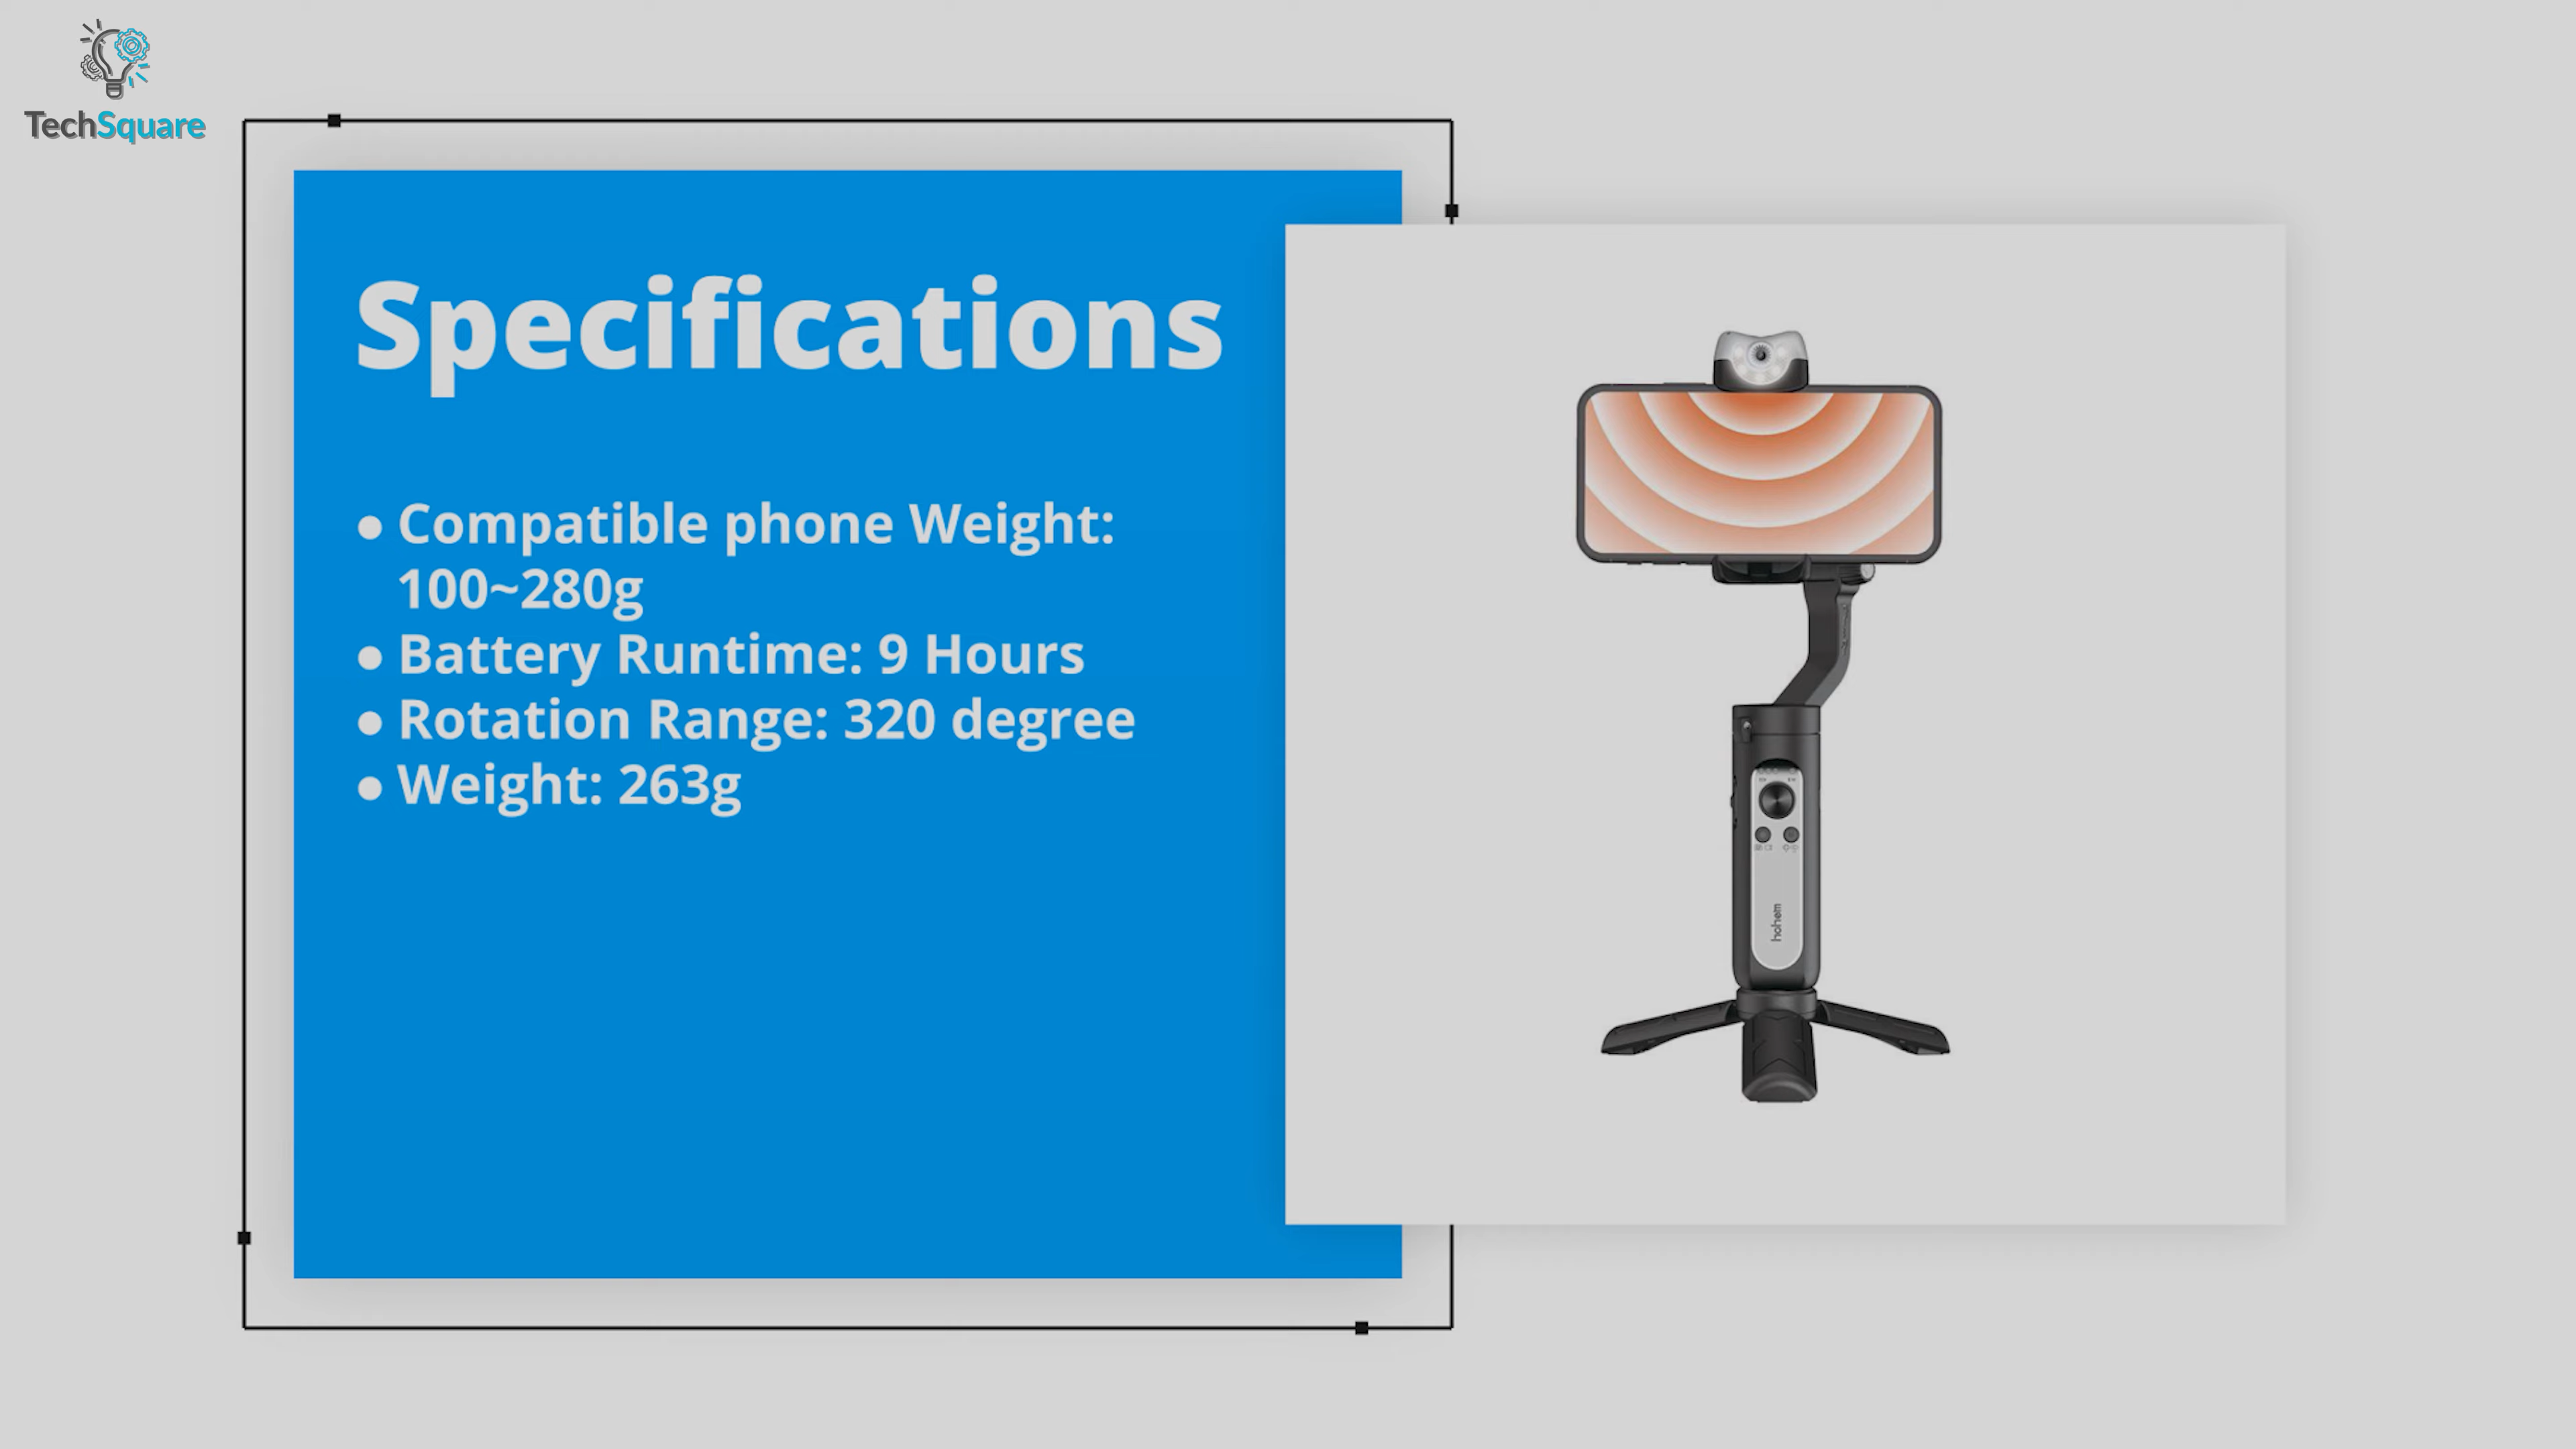 TechSquare
Specifications
● Compatible phone Weight:
100~280g
● Battery Runtime: 9 Hours
● Rotation Range: 320 degree
● Weight: 263g
hohem